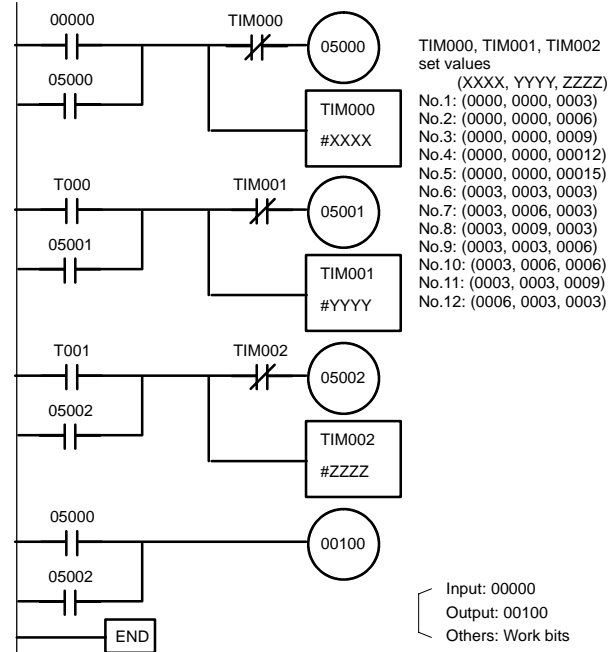 00000
TIM000
05000
05000
TIM000
#XXXX
T000
TIM001
05001
05001
TIM001
#YYYY
T001
TIM002
05002
05002
TIM002
#ZZZZ
05000
00100
05002
END
TIM000, TIM001, TIM002
set values
(XXXX, YYYY, ZZZZ)
No.1: (0000, 0000, 0003)
No.2: (0000, 0000, 0006)
No.3: (0000, 0000, 0009)
No.4: (0000, 0000, 00012)
No.5: (0000, 0000, 00015)
No.6: (0003, 0003, 0003)
No.7: (0003, 0006, 0003)
No.8: (0003, 0009, 0003)
No.9: (0003, 0003, 0006)
No.10: (0003, 0006, 0006)
No.11: (0003, 0003, 0009)
No.12: (0006, 0003, 0003)
Input: 00000
Output: 00100
Others: Work bits